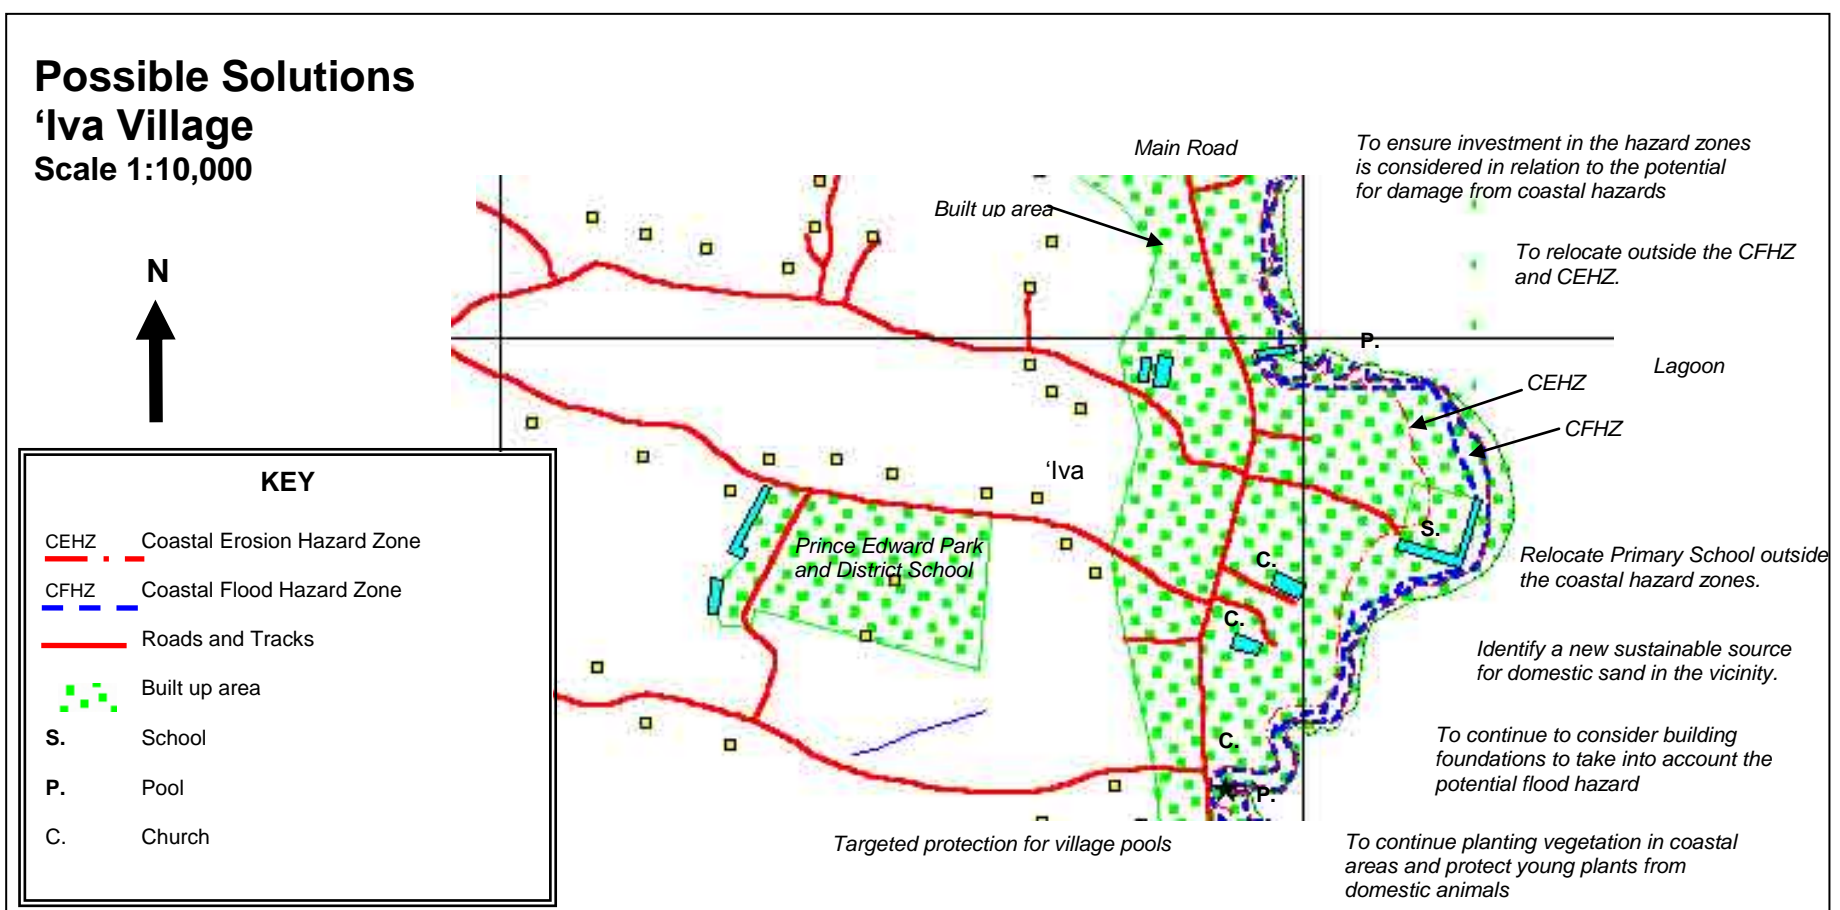 Possible Solutions
‘Iva Village
Scale 1:10,000
N
Main Road
Built up area
To ensure investment in the hazard zones
is considered in relation to the potential
for damage from coastal hazards
To relocate outside the CFHZ
and CEHZ.
P.
Lagoon
CEHZ
CFHZ
‘Iva
S.
Prince Edward Park
and District School
C.
Relocate Primary School outside
the coastal hazard zones.
C.
Identify a new sustainable source
for domestic sand in the vicinity.
C.
To continue to consider building
foundations to take into account the
potential flood hazard
P.
Targeted protection for village pools
To continue planting vegetation in coastal
areas and protect young plants from
domestic animals
KEY
CEHZ Coastal Erosion Hazard Zone
CFHZ Coastal Flood Hazard Zone
Roads and Tracks
Built up area
S. School
P. Pool
C. Church